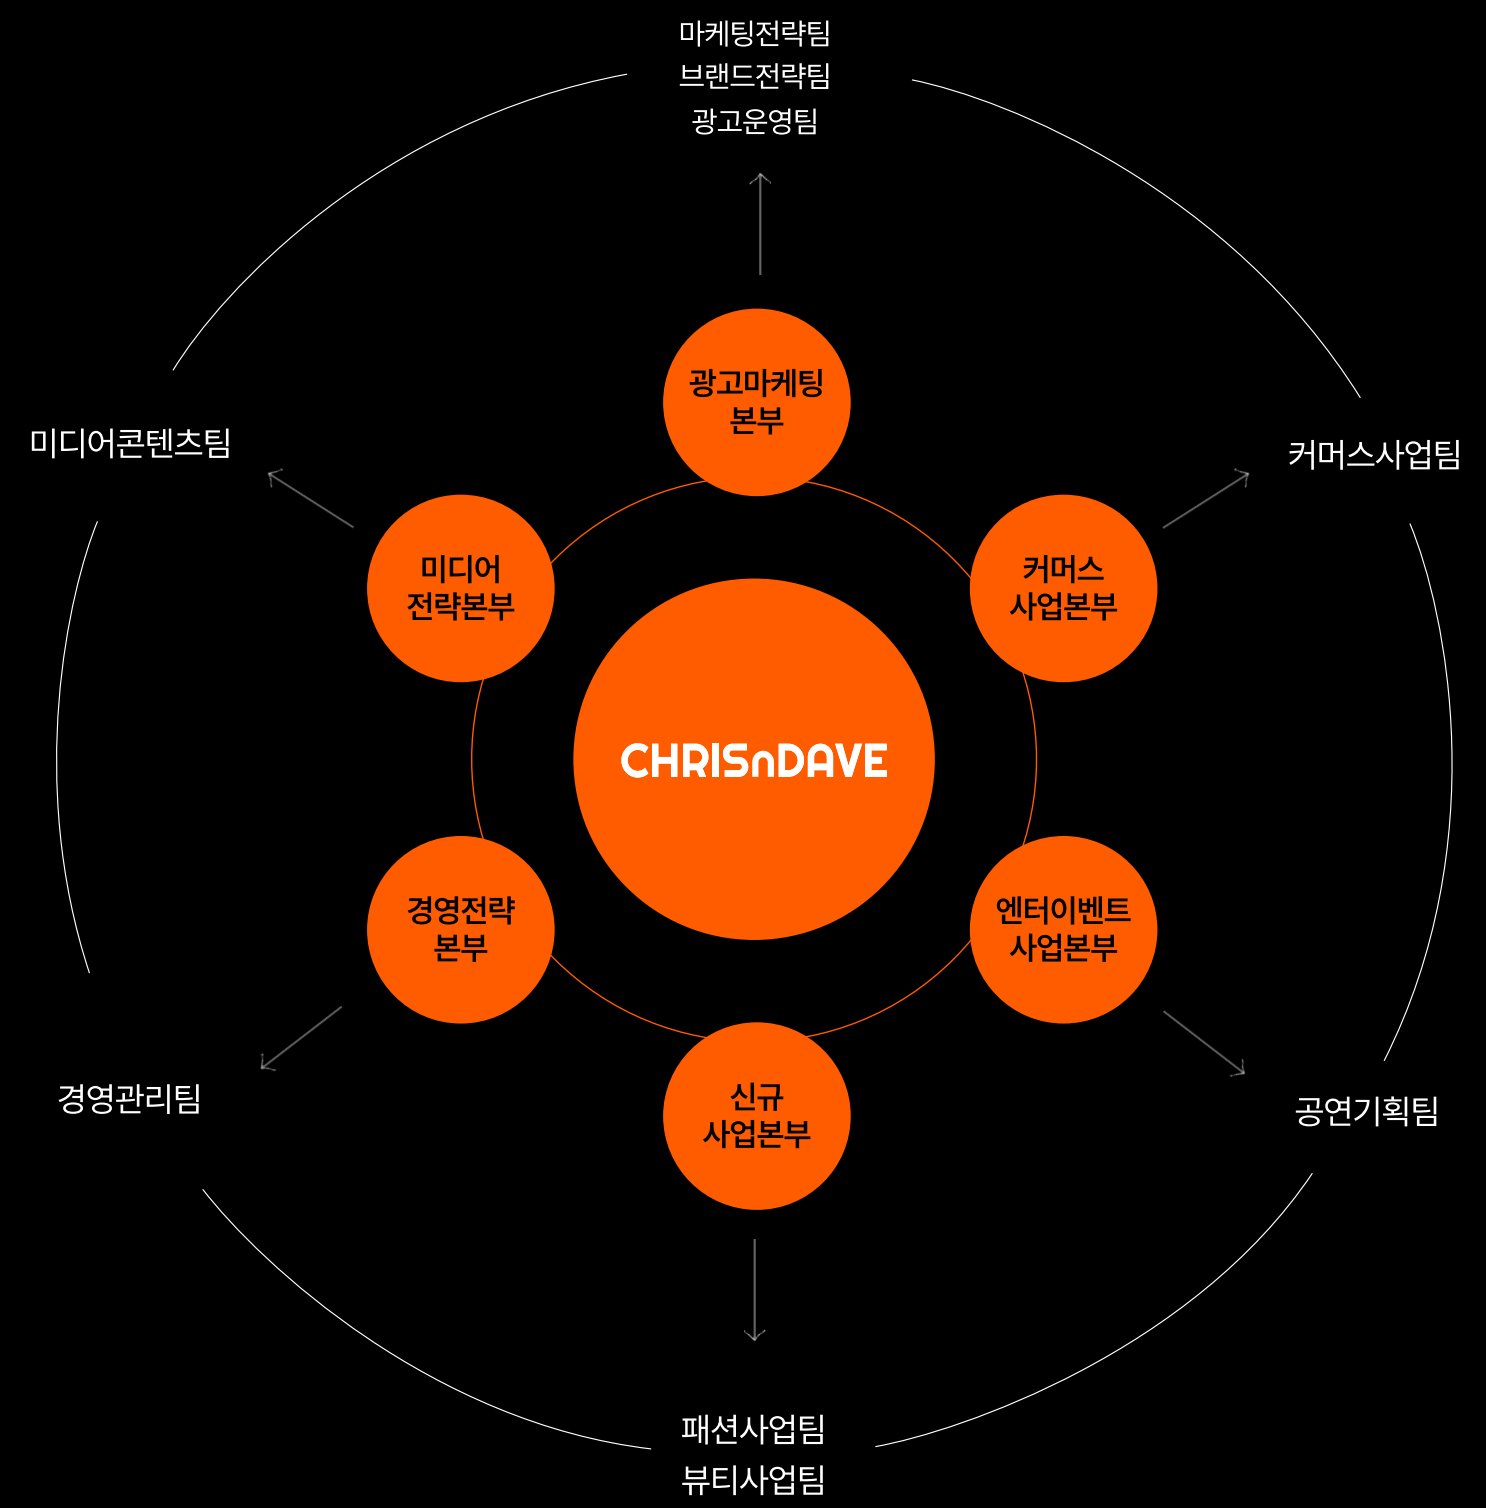 마케팅전략팀
브랜드전략팀
광고운영팀
광고마케팅
본부
미디어콘텐츠팀
커머스사업팀
미디어
전략본부
커머스
사업본부
CHRISnDAVE
경영전략
본부
엔터이벤트
사업본부
경영관리팀
공연기획팀
신규
사업본부
패션사업팀
뷰티사업팀